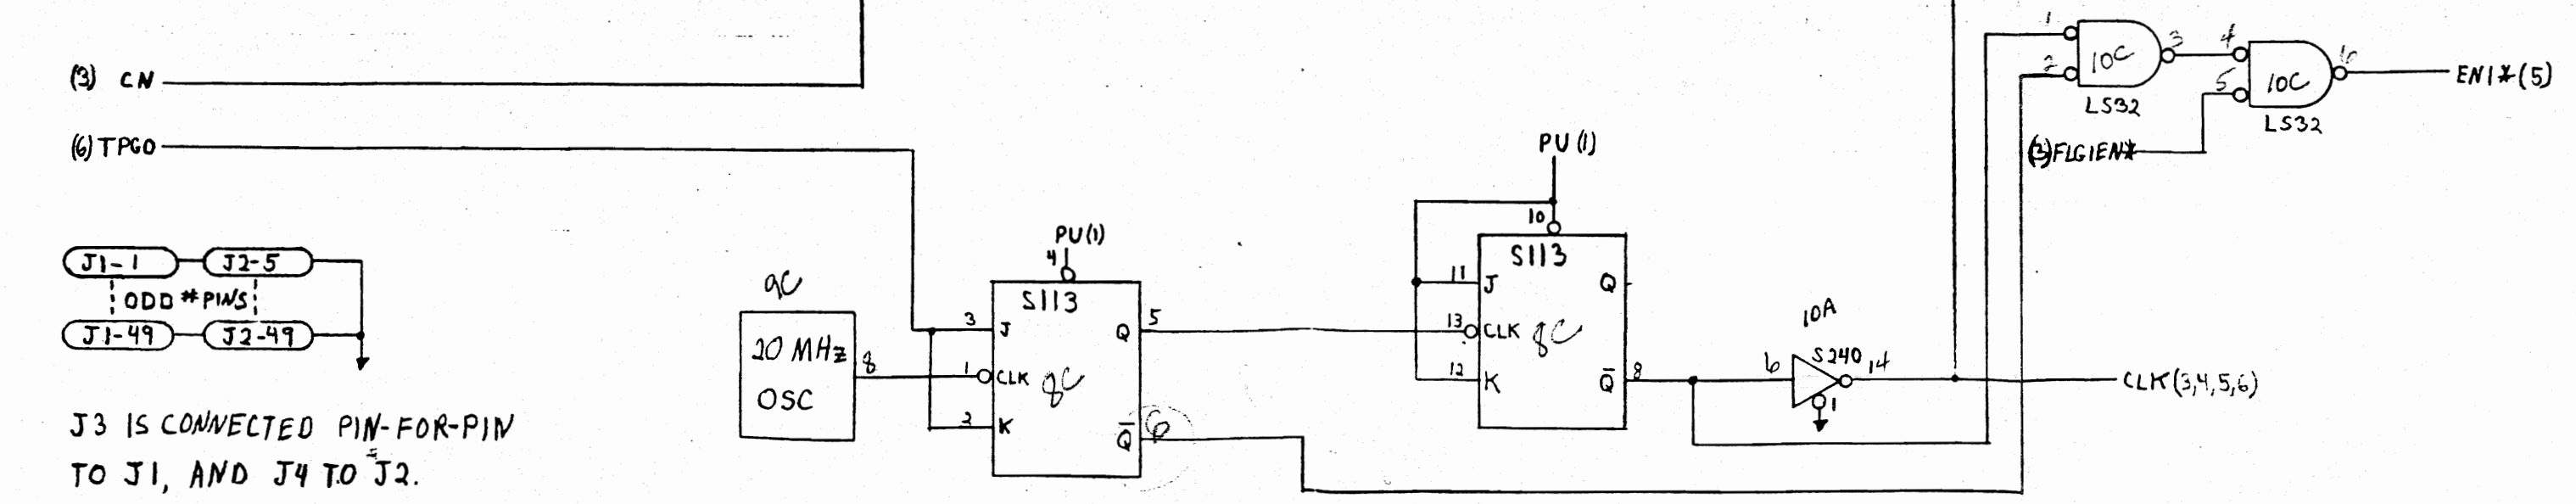 (3) CN
(6) TPGO
J1-1 J2-5
ODD # PINS
J1-49 J2-49
J3 IS CONNECTED PIN-FOR-PIN
TO J1, AND J4 TO J2.
9C
20 MHz
OSC
8
PU(1)
4
S113
3 J
1 CLK
2 K
8C
Q 5
Q̅ 6
PU(1)
10
S113
11 J
13 CLK
12 K
8C
Q
Q̅ 8
10A
6 S240 14
1
CLK(3,4,5,6)
1
2
10C
3
LS32
4
5
10C
6
LS32
EN1*(5)
(3)FLG1EN*